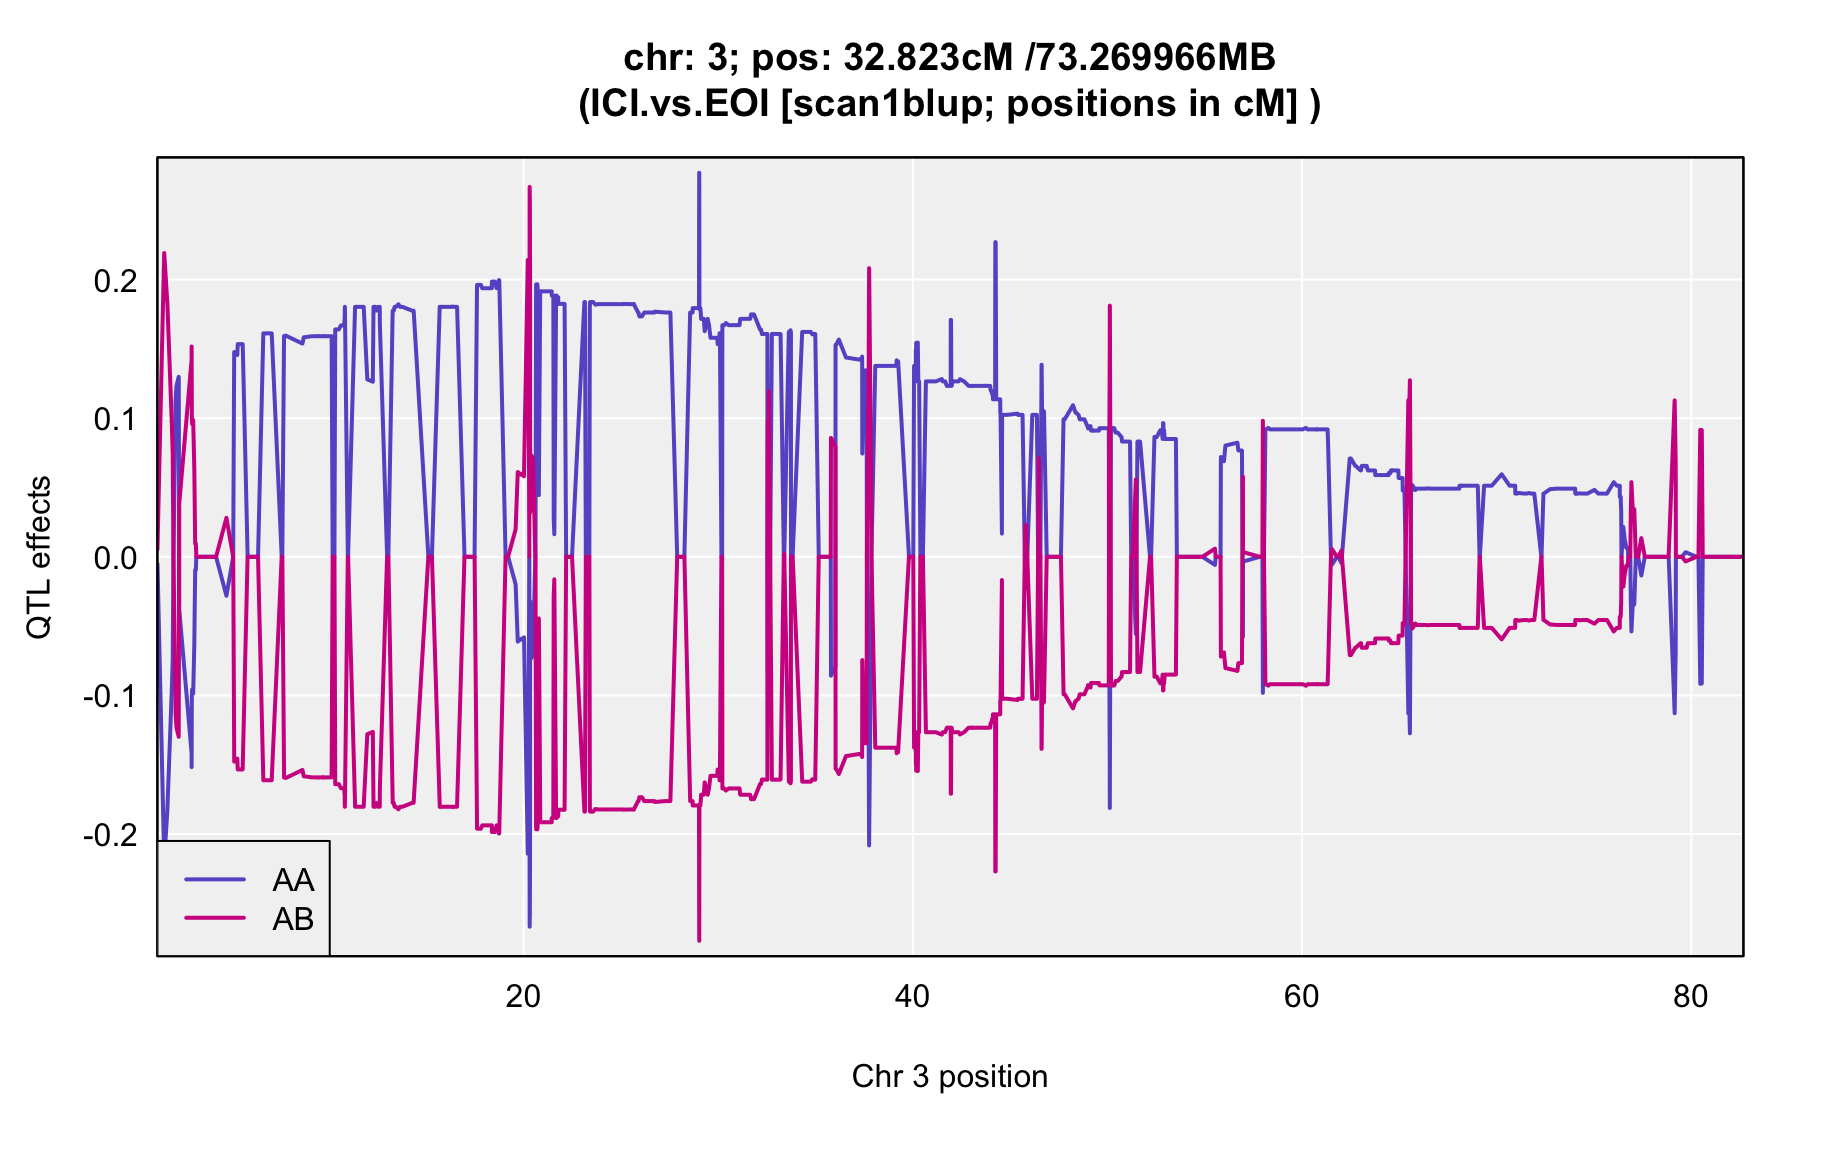 chr: 3; pos: 32.823cM /73.269966MB
(ICI.vs.EOI [scan1blup; positions in cM] )
QTL effects
0.2
0.1
0.0
-0.1
-0.2
AA
AB
20
40
60
80
Chr 3 position